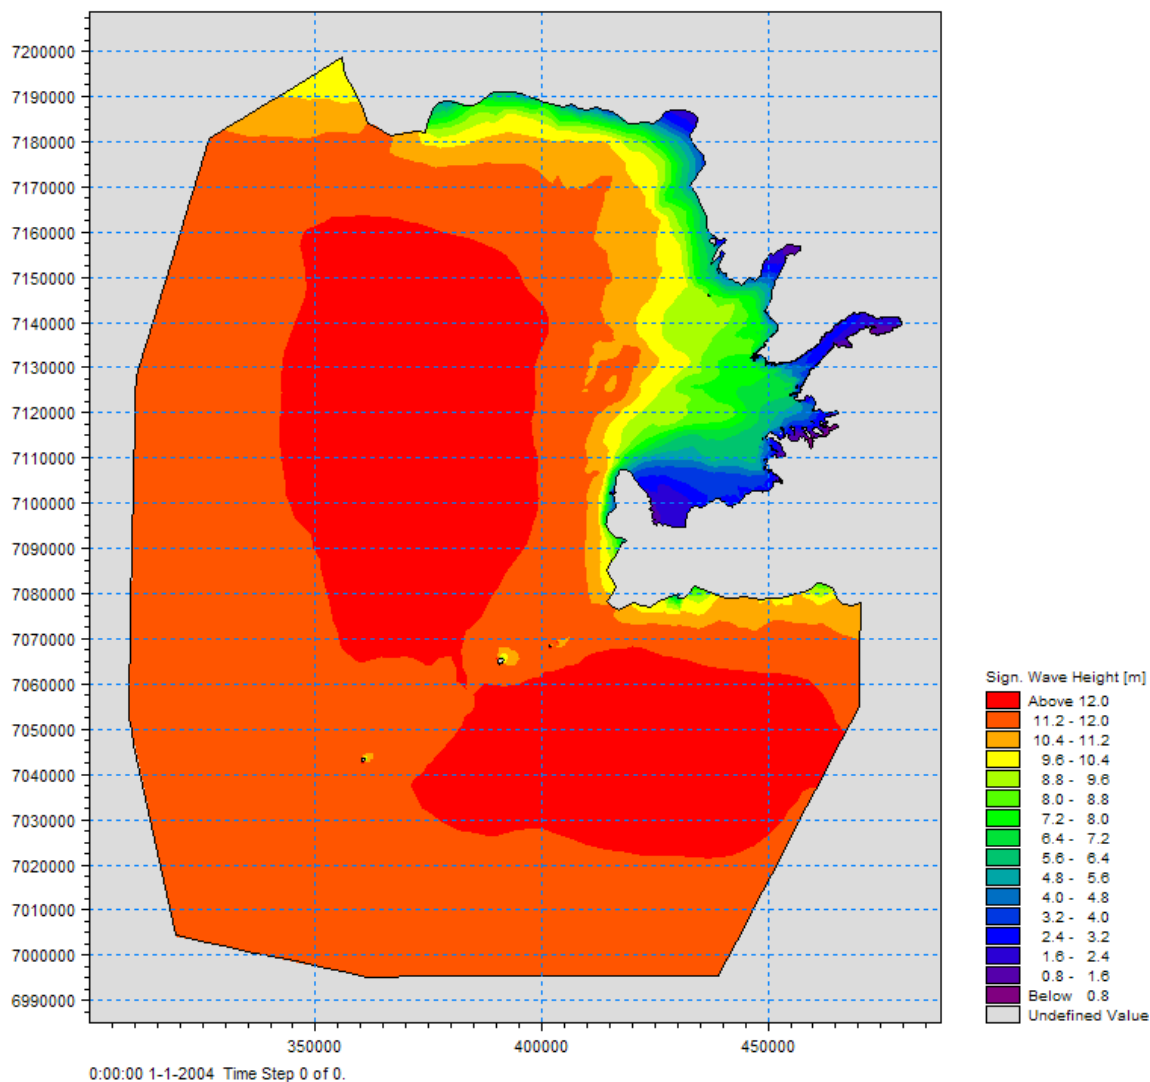 7200000
7190000
7180000
7170000
7160000
7150000
7140000
7130000
7120000
7110000
7100000
7090000
7080000
7070000
7060000
7050000
7040000
7030000
7020000
7010000
7000000
6990000
350000 400000 450000
0:00:00 1-1-2004 Time Step 0 of 0.
Sign. Wave Height [m]
Above 12.0
11.2 - 12.0
10.4 - 11.2
9.6 - 10.4
8.8 - 9.6
8.0 - 8.8
7.2 - 8.0
6.4 - 7.2
5.6 - 6.4
4.8 - 5.6
4.0 - 4.8
3.2 - 4.0
2.4 - 3.2
1.6 - 2.4
0.8 - 1.6
Below 0.8
Undefined Value